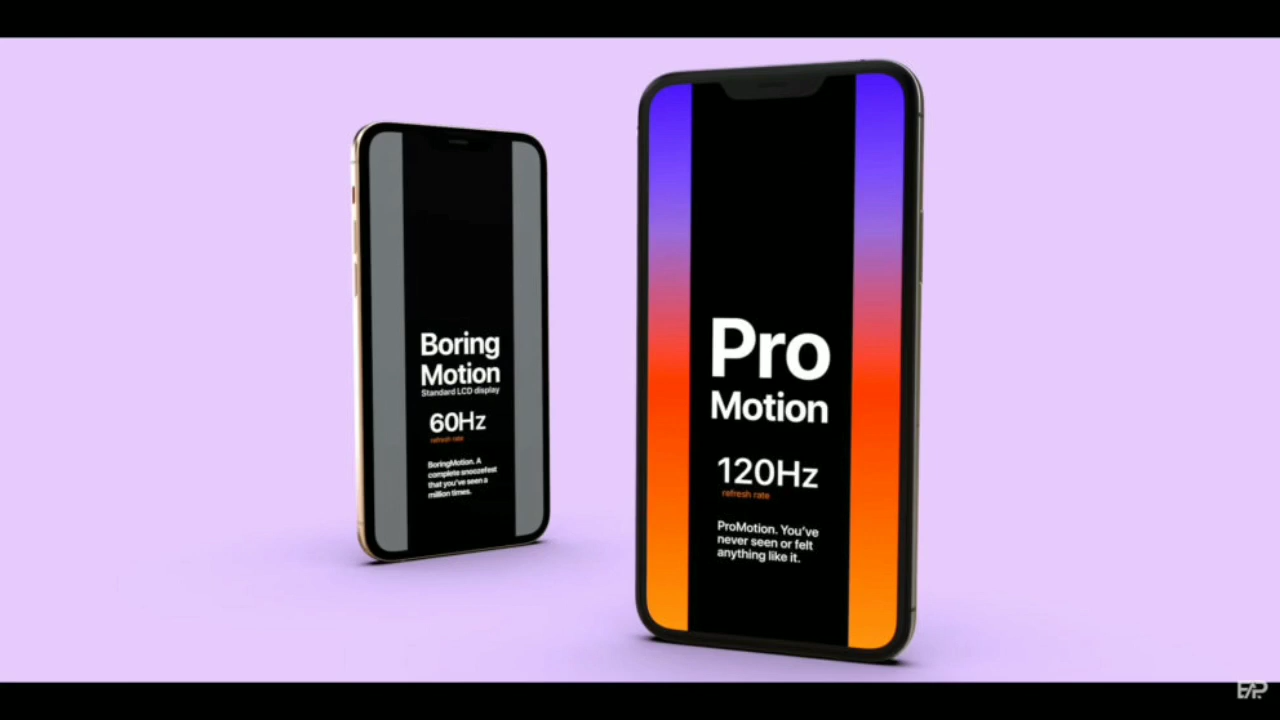 Boring
Motion
Standard LCD display
60Hz
refresh rate
BoringMotion. A
complete snoozefest
that you've seen a
million times.
Pro
Motion
120Hz
refresh rate
ProMotion. You've
never seen or felt
anything like it.
EAP